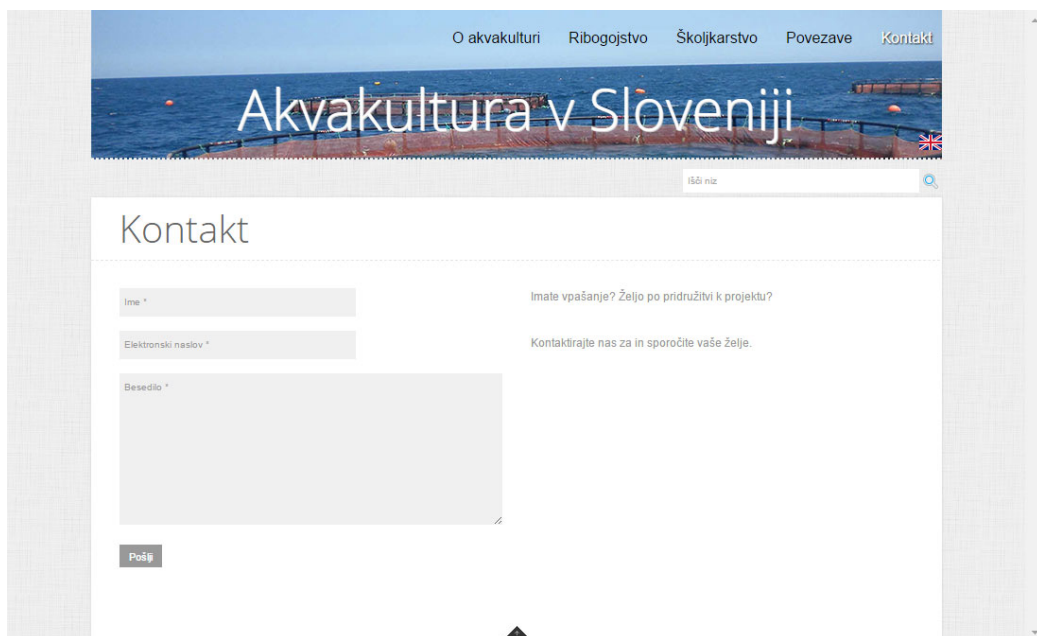 O akvakulturi Ribogojstvo Školjkarstvo Povezave Kontakt
Akvakultura v Sloveniji
Išči niz
Kontakt
Ime *
Imate vpašanje? Željo po pridružitvi k projektu?
Elektronski naslov *
Kontaktirajte nas za in sporočite vaše želje.
Besedilo *
Pošlji